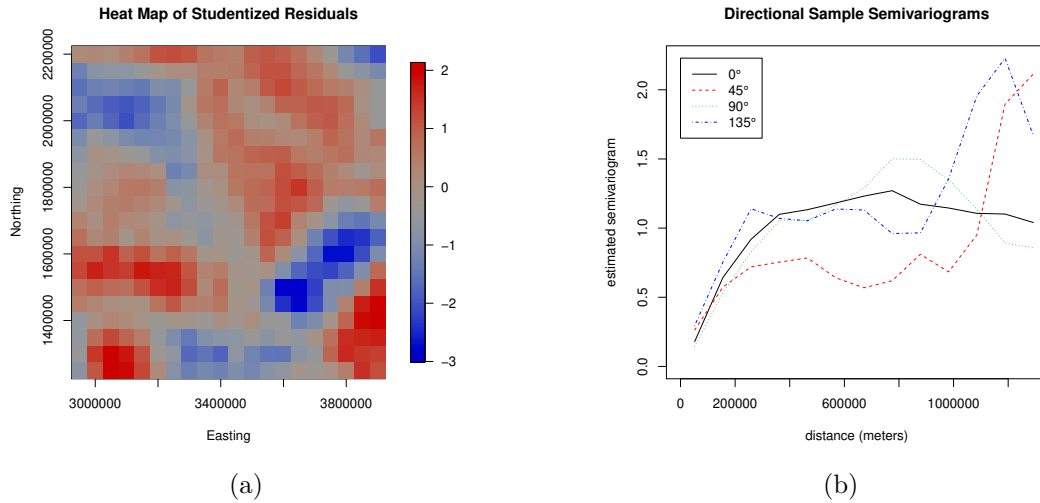 Heat Map of Studentized Residuals
Northing
2200000
2000000
1800000
1600000
1400000
3000000 3400000 3800000
Easting
2
1
0
−1
−2
−3
(a)
Directional Sample Semivariograms
estimated semivariogram
2.0
1.5
1.0
0.5
0.0
0°
45°
90°
135°
0 200000 600000 1000000
distance (meters)
(b)